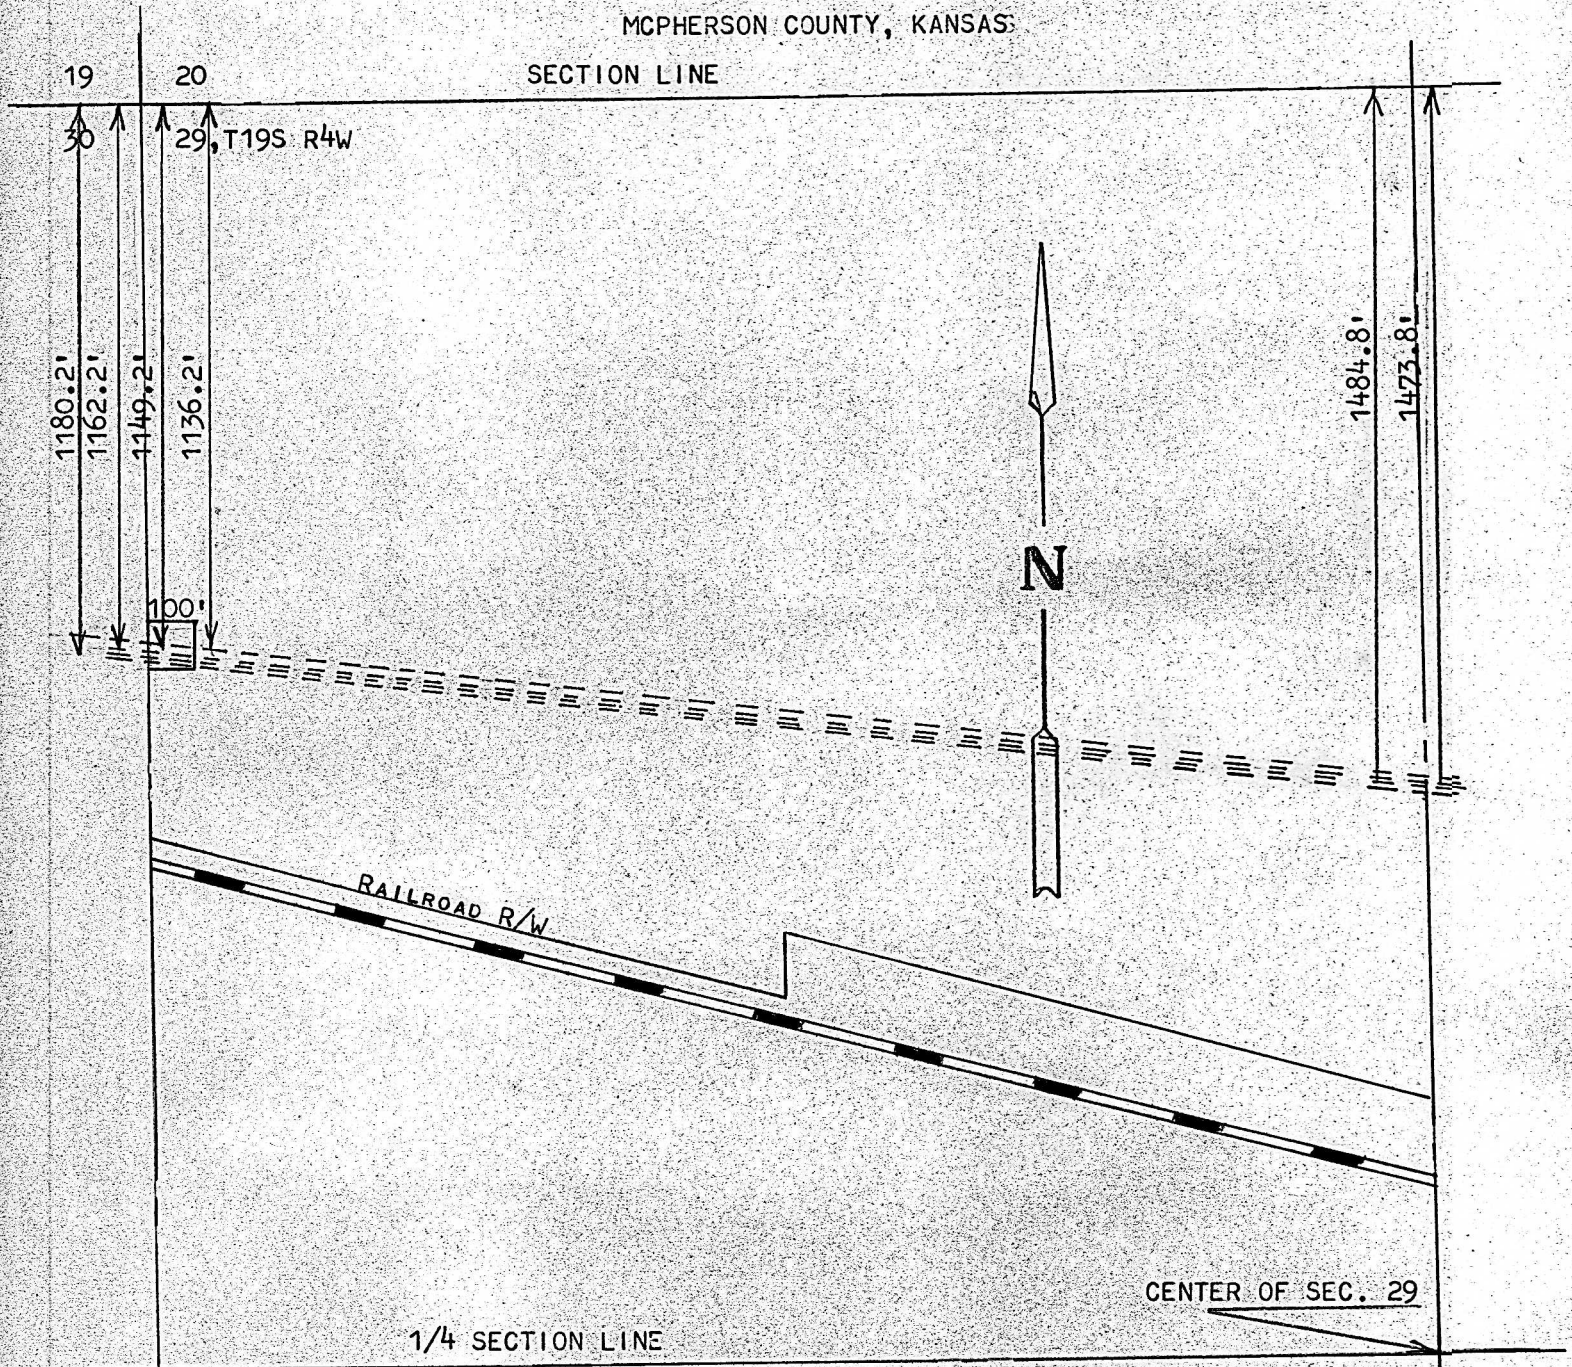 MCPHERSON COUNTY, KANSAS
SECTION LINE
19
20
30
29, T19S R4W
1180.2'
1162.2'
1149.2'
1136.2'
1484.8'
1473.8'
100'
N
RAILROAD R/W
CENTER OF SEC. 29
1/4 SECTION LINE